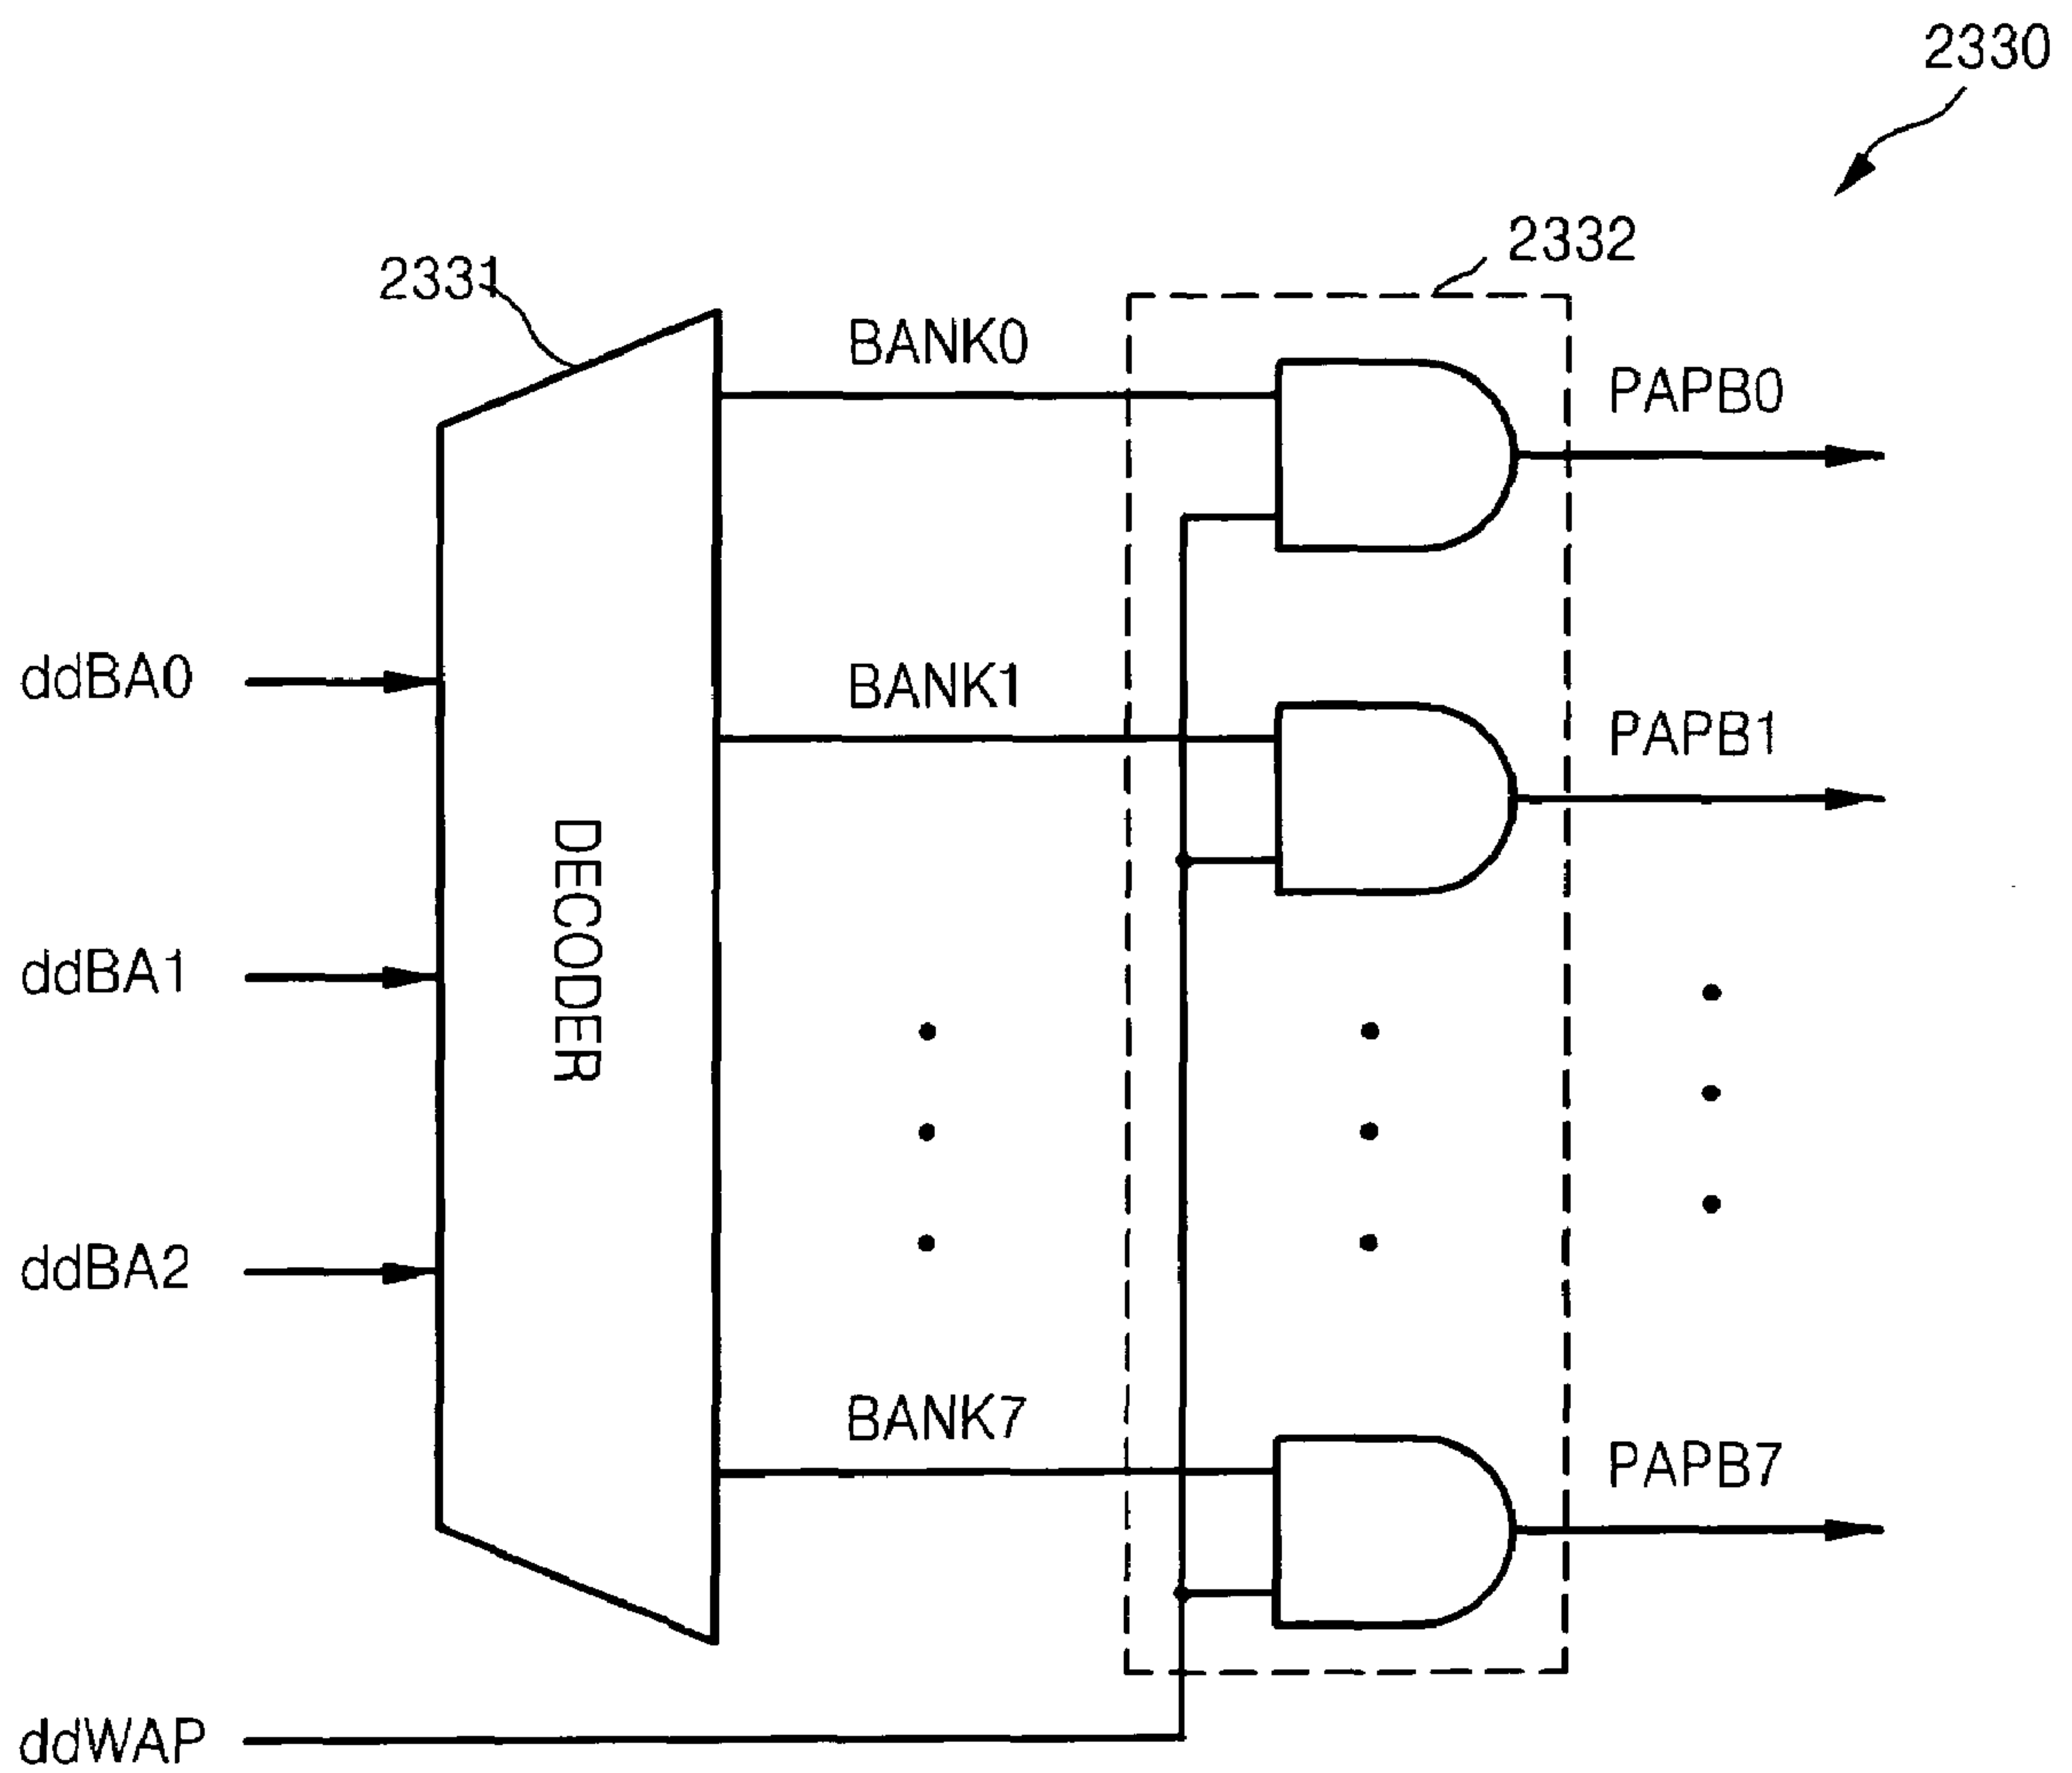 2330
2332
2331
BANK0
PAPB0
ddBA0
BANK1
PAPB1
DECODER
ddBA1
ddBA2
BANK7
PAPB7
ddWAP